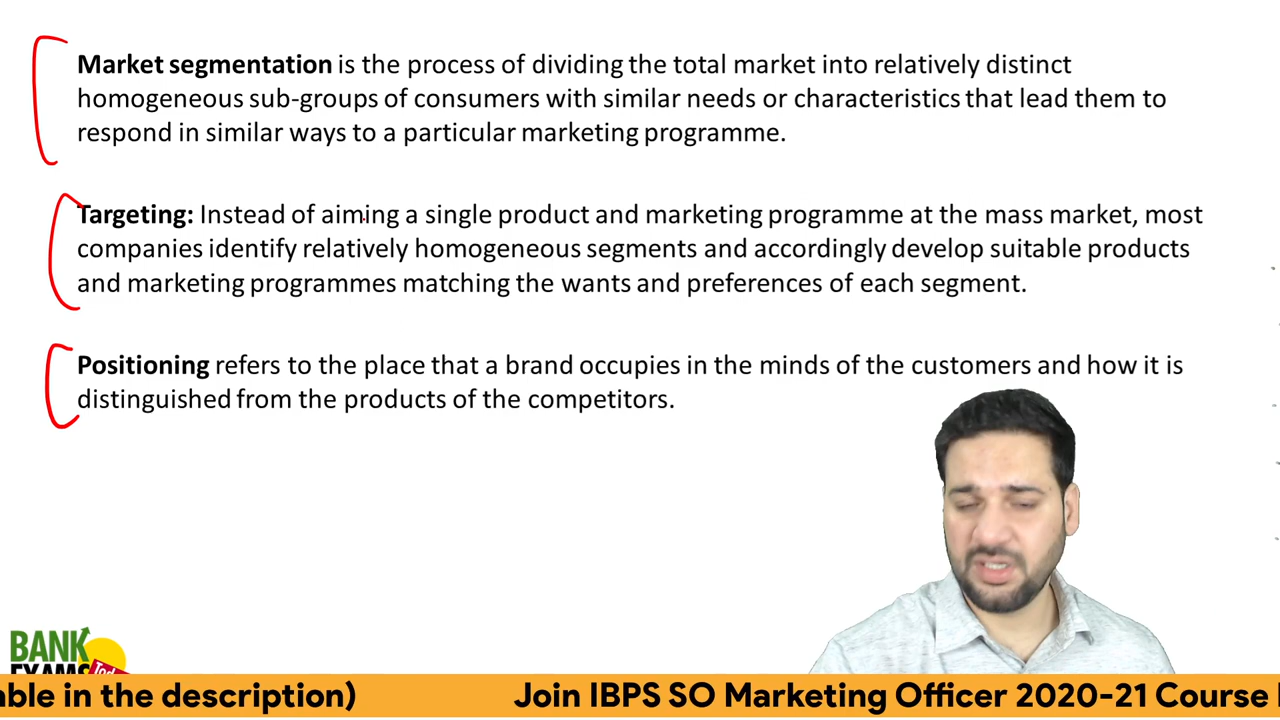 Market segmentation is the process of dividing the total market into relatively distinct
homogeneous sub-groups of consumers with similar needs or characteristics that lead them to
respond in similar ways to a particular marketing programme.
Targeting: Instead of aiming a single product and marketing programme at the mass market, most
companies identify relatively homogeneous segments and accordingly develop suitable products
and marketing programmes matching the wants and preferences of each segment.
Positioning refers to the place that a brand occupies in the minds of the customers and how it is
distinguished from the products of the competitors.
BANK
EXAMS Today
able in the description) Join IBPS SO Marketing Officer 2020-21 Course